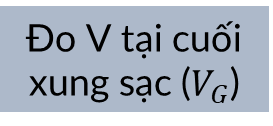 Đo V tại cuối
xung sạc (V_G)